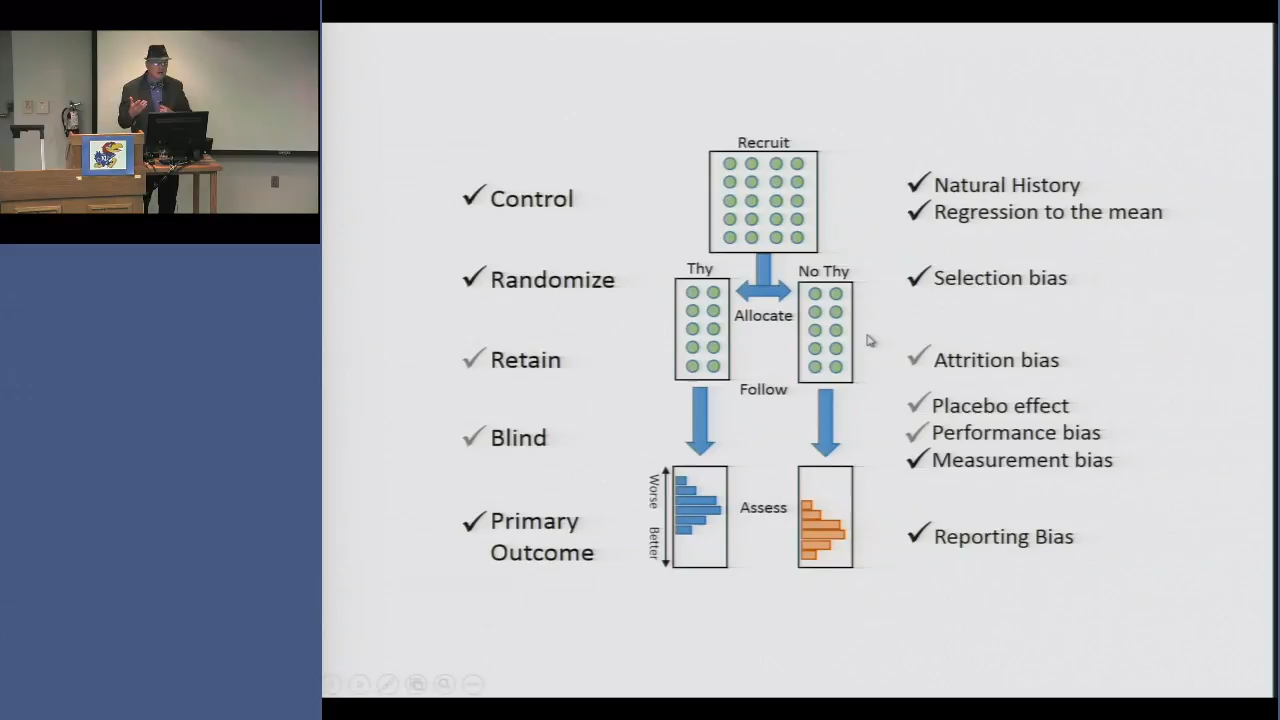 Recruit
Control
Natural History
Regression to the mean
Thy
No Thy
Randomize
Selection bias
Allocate
Retain
Attrition bias
Follow
Placebo effect
Blind
Performance bias
Measurement bias
Worse
Better
Assess
Primary
Outcome
Reporting Bias